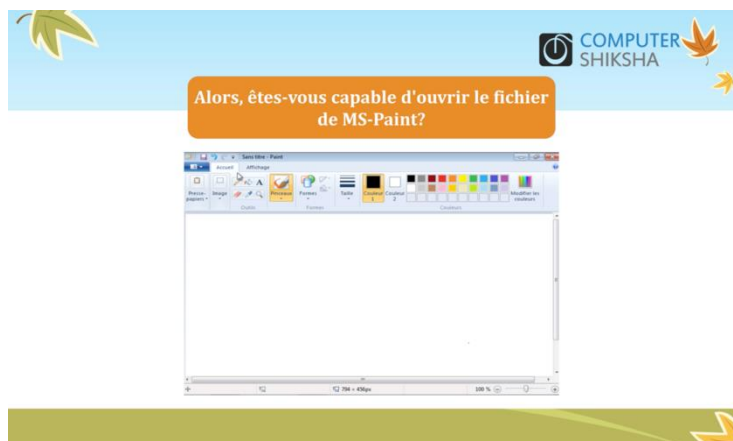 COMPUTER
SHIKSHA
Alors, êtes-vous capable d'ouvrir le fichier
de MS-Paint?
Sans titre - Paint
Accueil Affichage
Presse-papiers
Image
Pinceaux
Formes
Taille
Couleur 1
Couleur 2
Modifier les couleurs
Outils Formes Couleurs
794 × 456px
100 %